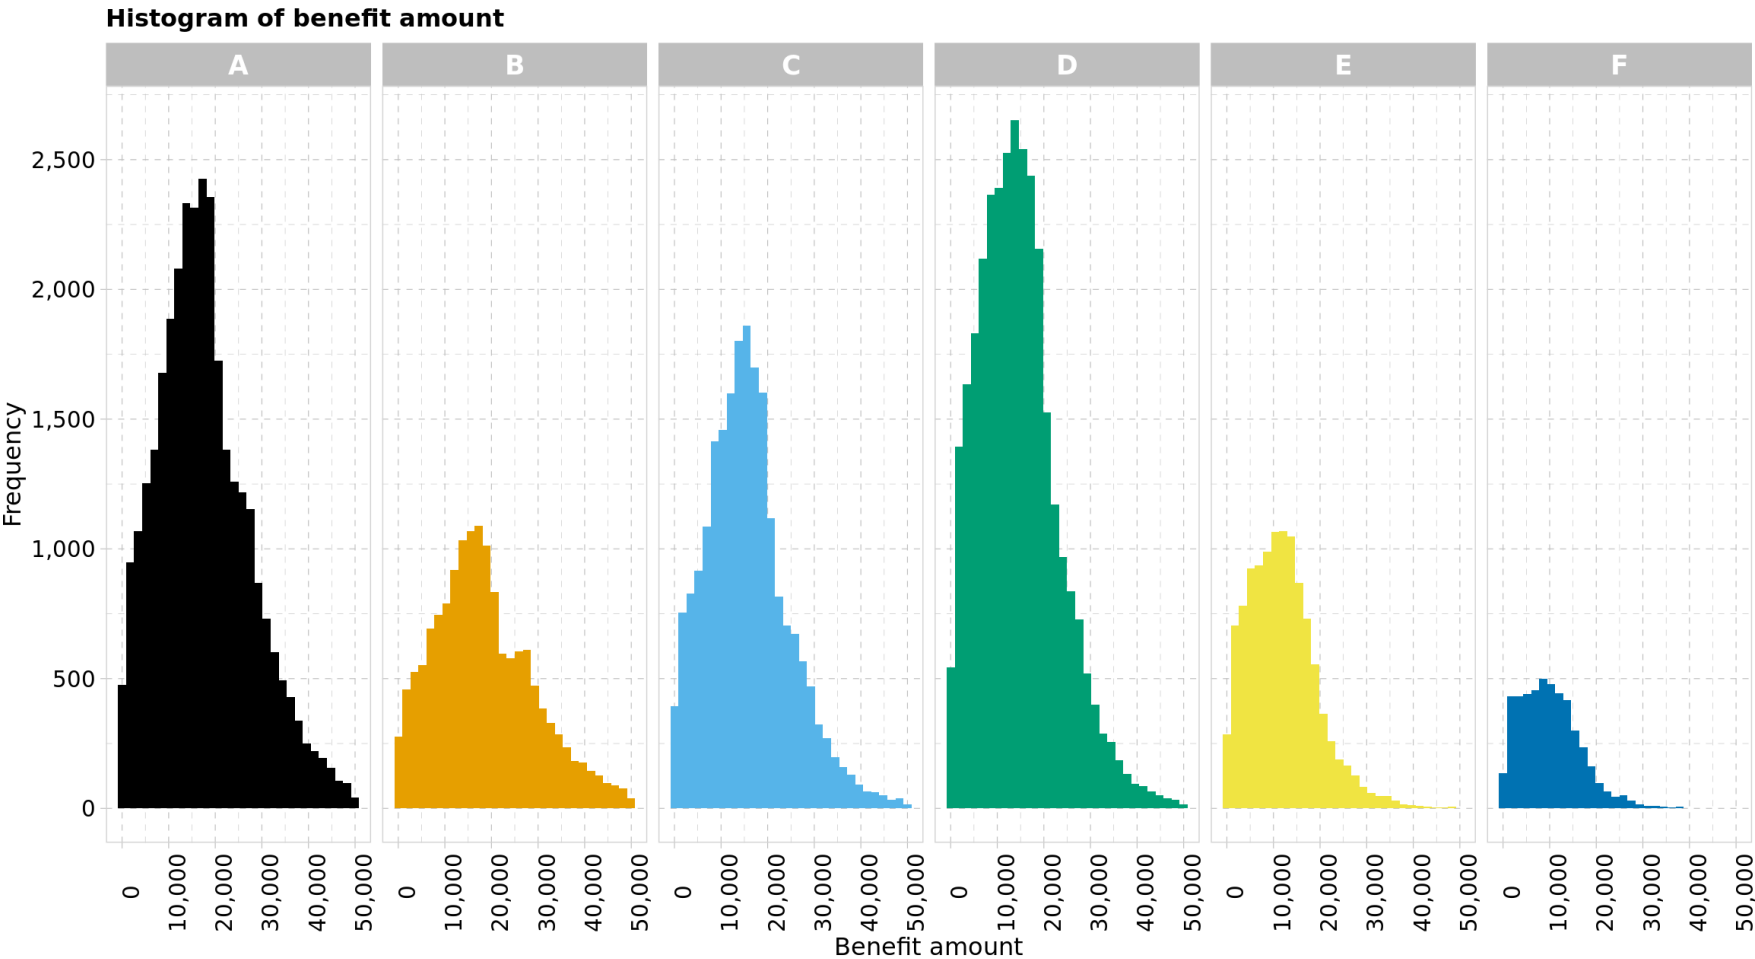 Histogram of benefit amount
A B C D E F
2,500
2,000
1,500
1,000
500
0
Frequency
0 10,000 20,000 30,000 40,000 50,000 0 10,000 20,000 30,000 40,000 50,000 0 10,000 20,000 30,000 40,000 50,000 0 10,000 20,000 30,000 40,000 50,000 0 10,000 20,000 30,000 40,000 50,000 0 10,000 20,000 30,000 40,000 50,000
Benefit amount